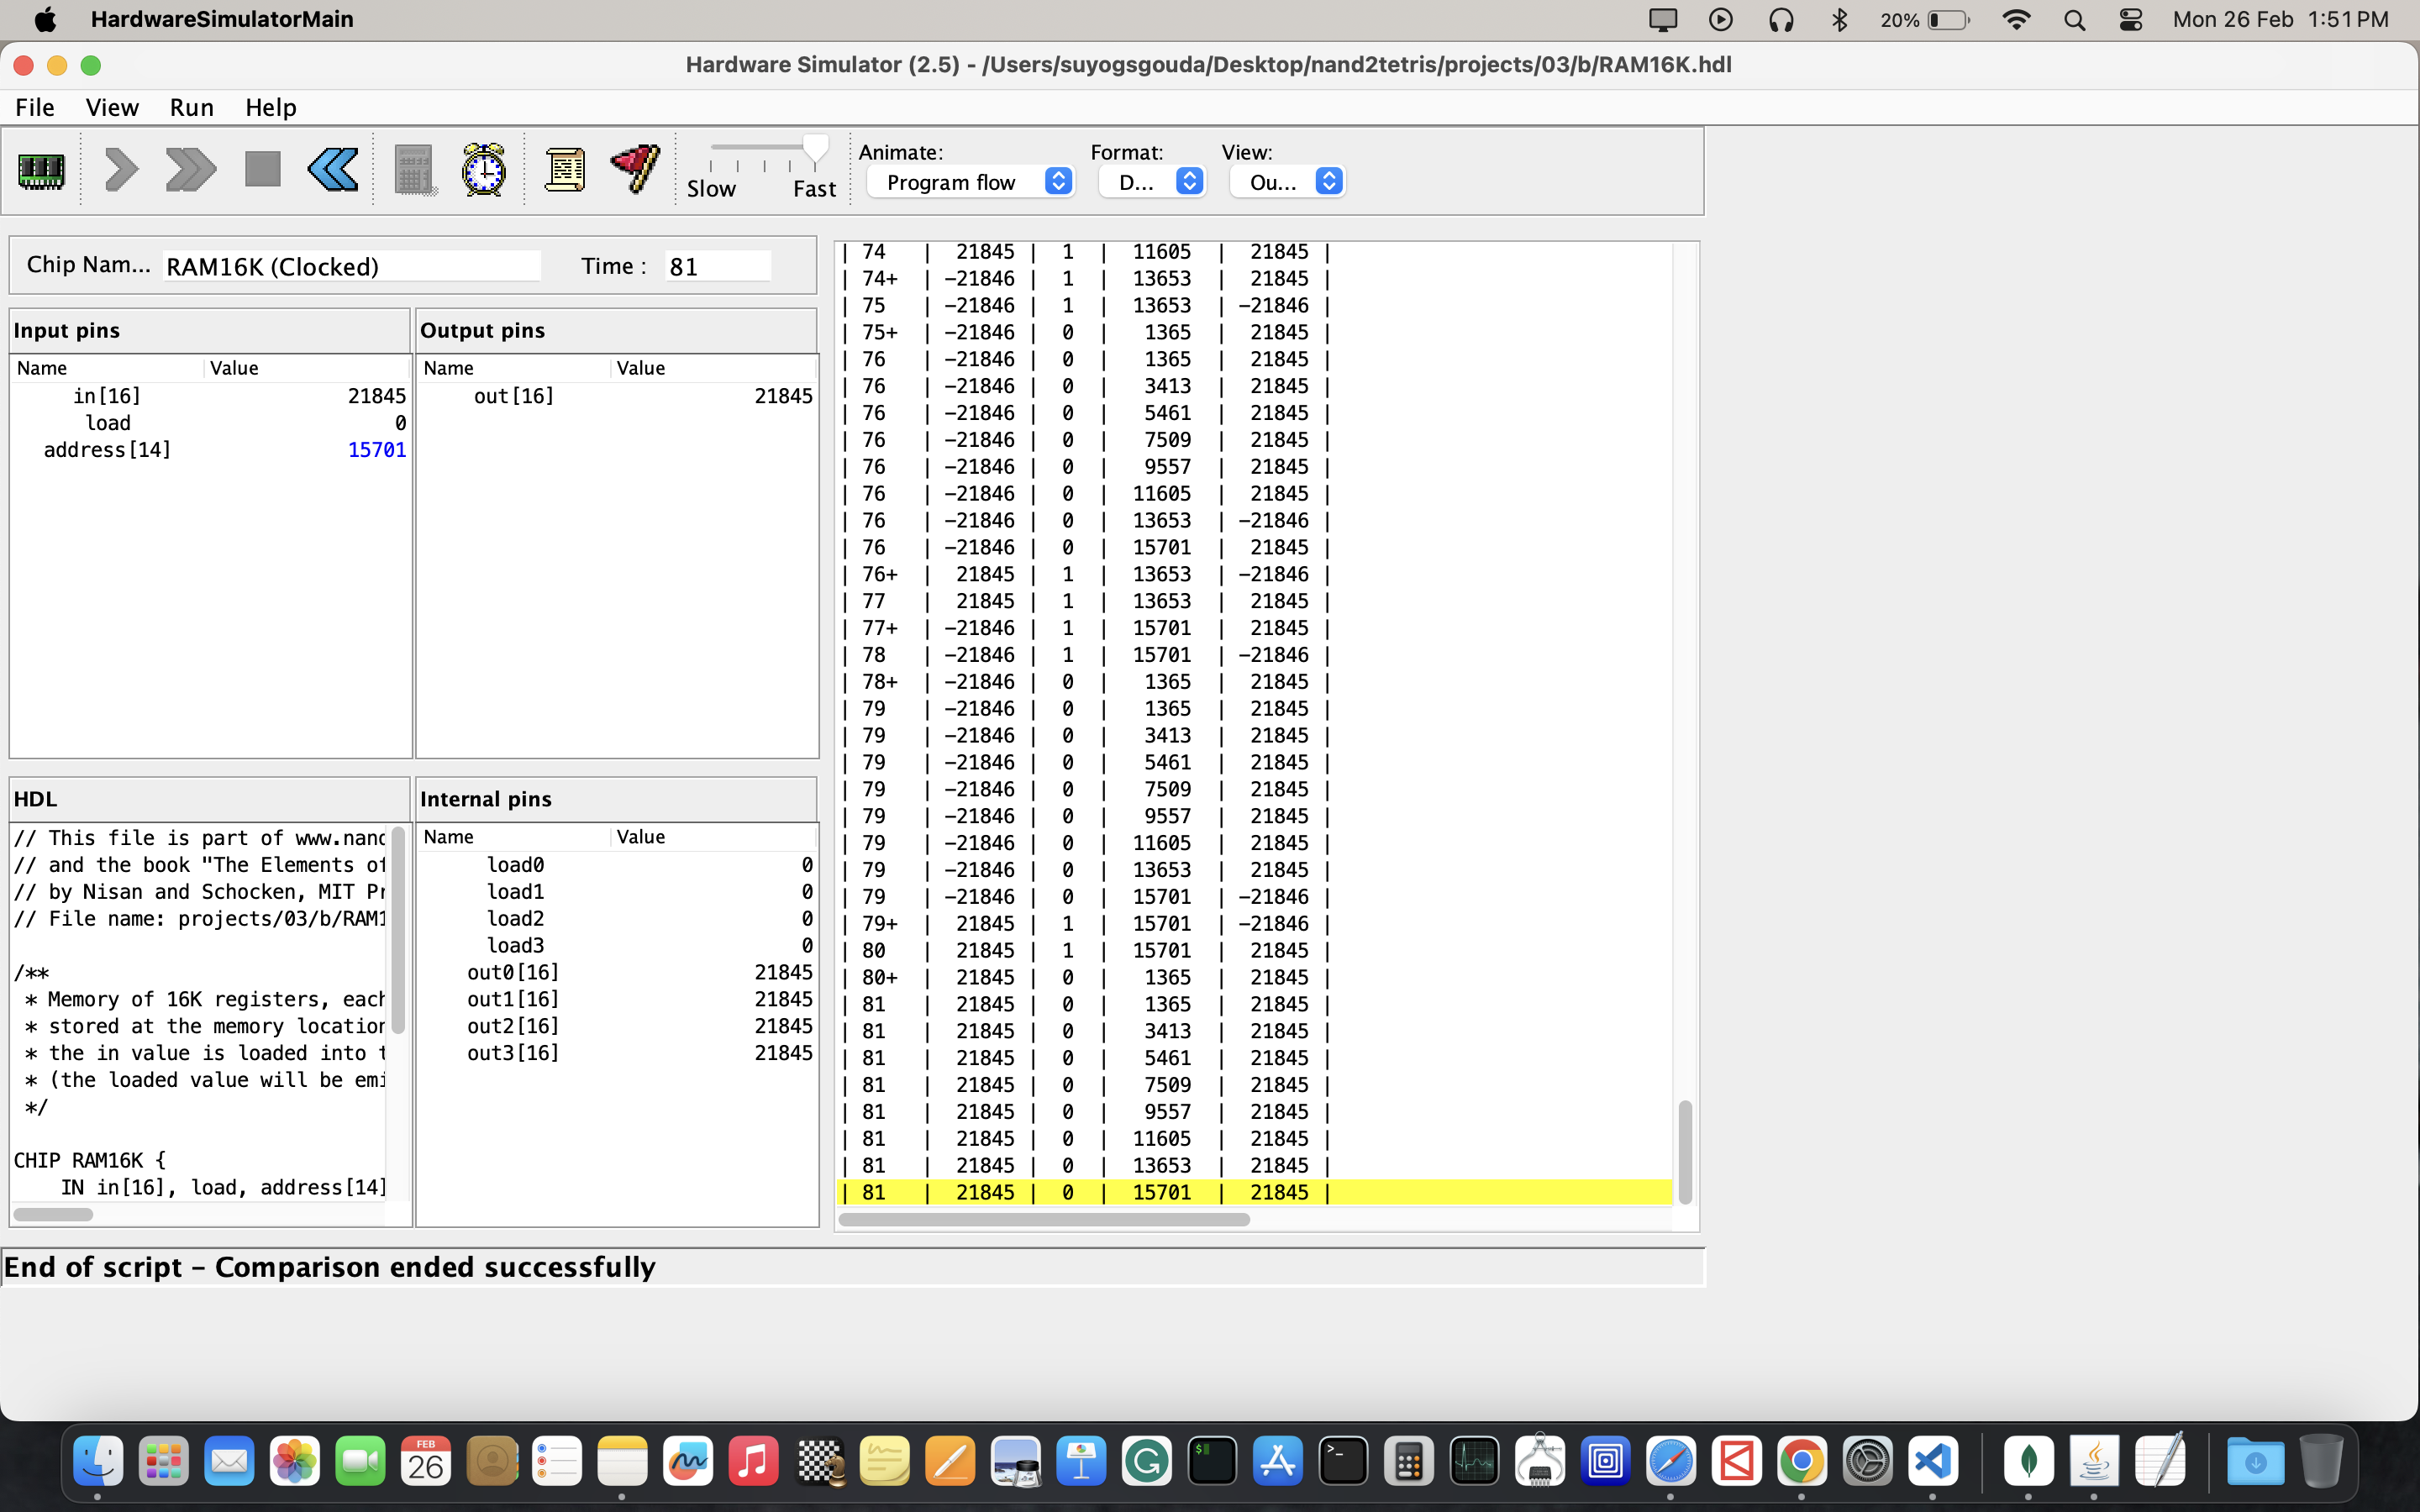 HardwareSimulatorMain
20%
Mon 26 Feb 1:51 PM
Hardware Simulator (2.5) - /Users/suyogsgouda/Desktop/nand2tetris/projects/03/b/RAM16K.hdl
File View Run Help
Slow Fast
Animate: Format: View:
Program flow D... Ou...
Chip Nam... RAM16K (Clocked) Time : 81
Input pins
Name Value
in[16] 21845
load 0
address[14] 15701
Output pins
Name Value
out[16] 21845
HDL
// This file is part of www.nand
// and the book "The Elements of
// by Nisan and Schocken, MIT Pr
// File name: projects/03/b/RAM1
/**
* Memory of 16K registers, each
* stored at the memory location
* the in value is loaded into t
* (the loaded value will be emi
*/
CHIP RAM16K {
IN in[16], load, address[14]
Internal pins
Name Value
load0 0
load1 0
load2 0
load3 0
out0[16] 21845
out1[16] 21845
out2[16] 21845
out3[16] 21845
| 74 | 21845 | 1 | 11605 | 21845 |
| 74+ | -21846 | 1 | 13653 | 21845 |
| 75 | -21846 | 1 | 13653 | -21846 |
| 75+ | -21846 | 0 | 1365 | 21845 |
| 76 | -21846 | 0 | 1365 | 21845 |
| 76 | -21846 | 0 | 3413 | 21845 |
| 76 | -21846 | 0 | 5461 | 21845 |
| 76 | -21846 | 0 | 7509 | 21845 |
| 76 | -21846 | 0 | 9557 | 21845 |
| 76 | -21846 | 0 | 11605 | 21845 |
| 76 | -21846 | 0 | 13653 | -21846 |
| 76 | -21846 | 0 | 15701 | 21845 |
| 76+ | 21845 | 1 | 13653 | -21846 |
| 77 | 21845 | 1 | 13653 | 21845 |
| 77+ | -21846 | 1 | 15701 | 21845 |
| 78 | -21846 | 1 | 15701 | -21846 |
| 78+ | -21846 | 0 | 1365 | 21845 |
| 79 | -21846 | 0 | 1365 | 21845 |
| 79 | -21846 | 0 | 3413 | 21845 |
| 79 | -21846 | 0 | 5461 | 21845 |
| 79 | -21846 | 0 | 7509 | 21845 |
| 79 | -21846 | 0 | 9557 | 21845 |
| 79 | -21846 | 0 | 11605 | 21845 |
| 79 | -21846 | 0 | 13653 | 21845 |
| 79 | -21846 | 0 | 15701 | -21846 |
| 79+ | 21845 | 1 | 15701 | -21846 |
| 80 | 21845 | 1 | 15701 | 21845 |
| 80+ | 21845 | 0 | 1365 | 21845 |
| 81 | 21845 | 0 | 1365 | 21845 |
| 81 | 21845 | 0 | 3413 | 21845 |
| 81 | 21845 | 0 | 5461 | 21845 |
| 81 | 21845 | 0 | 7509 | 21845 |
| 81 | 21845 | 0 | 9557 | 21845 |
| 81 | 21845 | 0 | 11605 | 21845 |
| 81 | 21845 | 0 | 13653 | 21845 |
| 81 | 21845 | 0 | 15701 | 21845 |
End of script - Comparison ended successfully
FEB
26